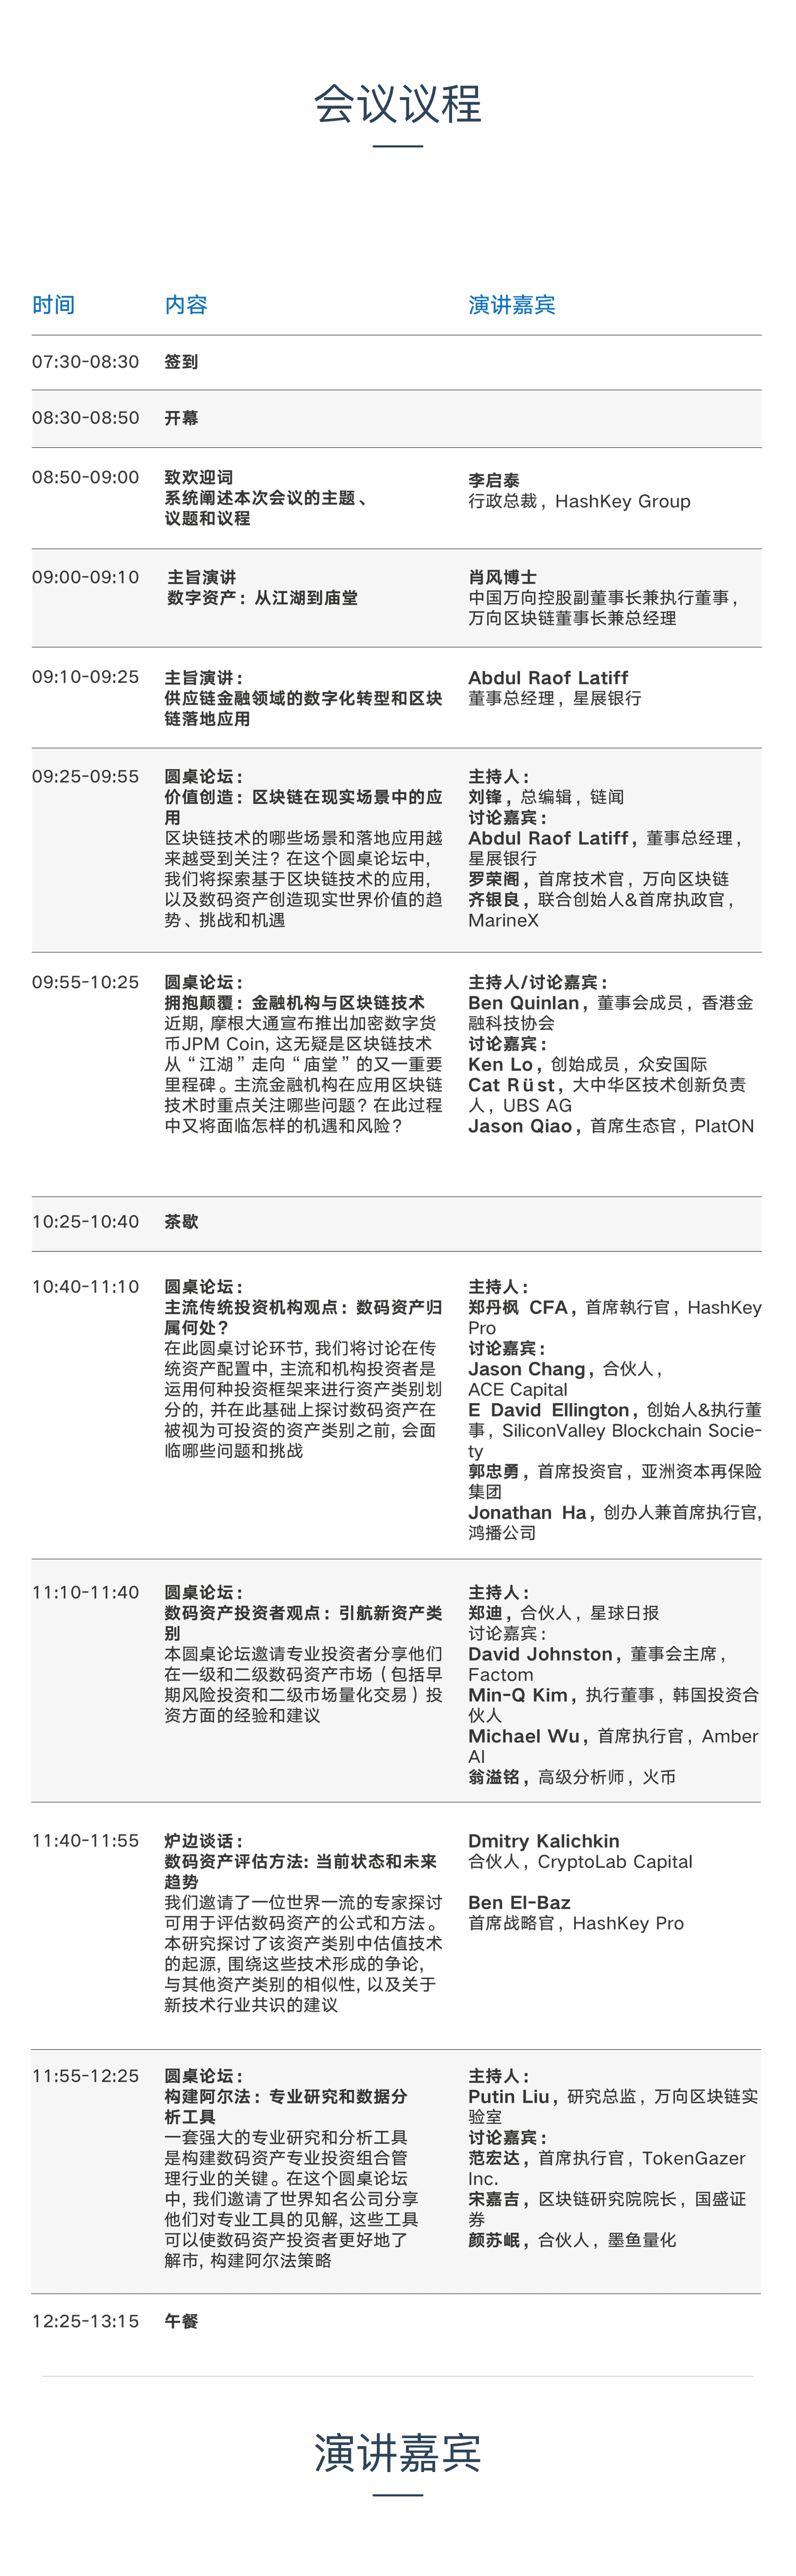 会议议程
时间 内容 演讲嘉宾
07:30-08:30 签到
08:30-08:50 开幕
08:50-09:00 致欢迎词
系统阐述本次会议的主题、
议题和议程
李启泰
行政总裁，HashKey Group
09:00-09:10 主旨演讲
数字资产：从江湖到庙堂
肖风博士
中国万向控股副董事长兼执行董事，
万向区块链董事长兼总经理
09:10-09:25 主旨演讲：
供应链金融领域的数字化转型和区块
链落地应用
Abdul Raof Latiff
董事总经理，星展银行
09:25-09:55 圆桌论坛：
价值创造：区块链在现实场景中的应
用
区块链技术的哪些场景和落地应用越
来越受到关注？在这个圆桌论坛中，
我们将探索基于区块链技术的应用，
以及数码资产创造现实世界价值的趋
势、挑战和机遇
主持人：
刘锋，总编辑，链闻
讨论嘉宾：
Abdul Raof Latiff，董事总经理，
星展银行
罗荣阁，首席技术官，万向区块链
齐银良，联合创始人&首席执政官，
MarineX
09:55-10:25 圆桌论坛：
拥抱颠覆：金融机构与区块链技术
近期, 摩根大通宣布推出加密数字货
币JPM Coin, 这无疑是区块链技术
从“江湖”走向“庙堂”的又一重要
里程碑。主流金融机构在应用区块链
技术时重点关注哪些问题？在此过程
中又将面临怎样的机遇和风险？
主持人/讨论嘉宾：
Ben Quinlan，董事会成员，香港金
融科技协会
讨论嘉宾：
Ken Lo，创始成员，众安国际
Cat Rüst，大中华区技术创新负责
人，UBS AG
Jason Qiao，首席生态官，PlatON
10:25-10:40 茶歇
10:40-11:10 圆桌论坛：
主流传统投资机构观点：数码资产归
属何处？
在此圆桌讨论环节, 我们将讨论在传
统资产配置中, 主流和机构投资者是
运用何种投资框架来进行资产类别划
分的, 并在此基础上探讨数码资产在
被视为可投资的资产类别之前, 会面
临哪些问题和挑战
主持人：
郑丹枫 CFA，首席執行官，HashKey
Pro
讨论嘉宾：
Jason Chang，合伙人，
ACE Capital
E David Ellington，创始人&执行董
事，SiliconValley Blockchain Socie-
ty
郭忠勇，首席投资官，亚洲资本再保险
集团
Jonathan Ha，创办人兼首席执行官,
鸿播公司
11:10-11:40 圆桌论坛：
数码资产投资者观点：引航新资产类
别
本圆桌论坛邀请专业投资者分享他们
在一级和二级数码资产市场（包括早
期风险投资和二级市场量化交易）投
资方面的经验和建议
主持人：
郑迪，合伙人，星球日报
讨论嘉宾：
David Johnston，董事会主席，
Factom
Min-Q Kim，执行董事，韩国投资合
伙人
Michael Wu，首席执行官，Amber
AI
翁溢铭，高级分析师，火币
11:40-11:55 炉边谈话：
数码资产评估方法: 当前状态和未来
趋势
我们邀请了一位世界一流的专家探讨
可用于评估数码资产的公式和方法。
本研究探讨了该资产类别中估值技术
的起源, 围绕这些技术形成的争论,
与其他资产类别的相似性, 以及关于
新技术行业共识的建议
Dmitry Kalichkin
合伙人，CryptoLab Capital
Ben El-Baz
首席战略官，HashKey Pro
11:55-12:25 圆桌论坛：
构建阿尔法：专业研究和数据分
析工具
一套强大的专业研究和分析工具
是构建数码资产专业投资组合管
理行业的关键。在这个圆桌论坛
中, 我们邀请了世界知名公司分享
他们对专业工具的见解, 这些工具
可以使数码资产投资者更好地了
解市, 构建阿尔法策略
主持人：
Putin Liu，研究总监，万向区块链实
验室
讨论嘉宾：
范宏达，首席执行官，TokenGazer
Inc.
宋嘉吉，区块链研究院院长，国盛证
券
颜苏岷，合伙人，墨鱼量化
12:25-13:15 午餐
演讲嘉宾